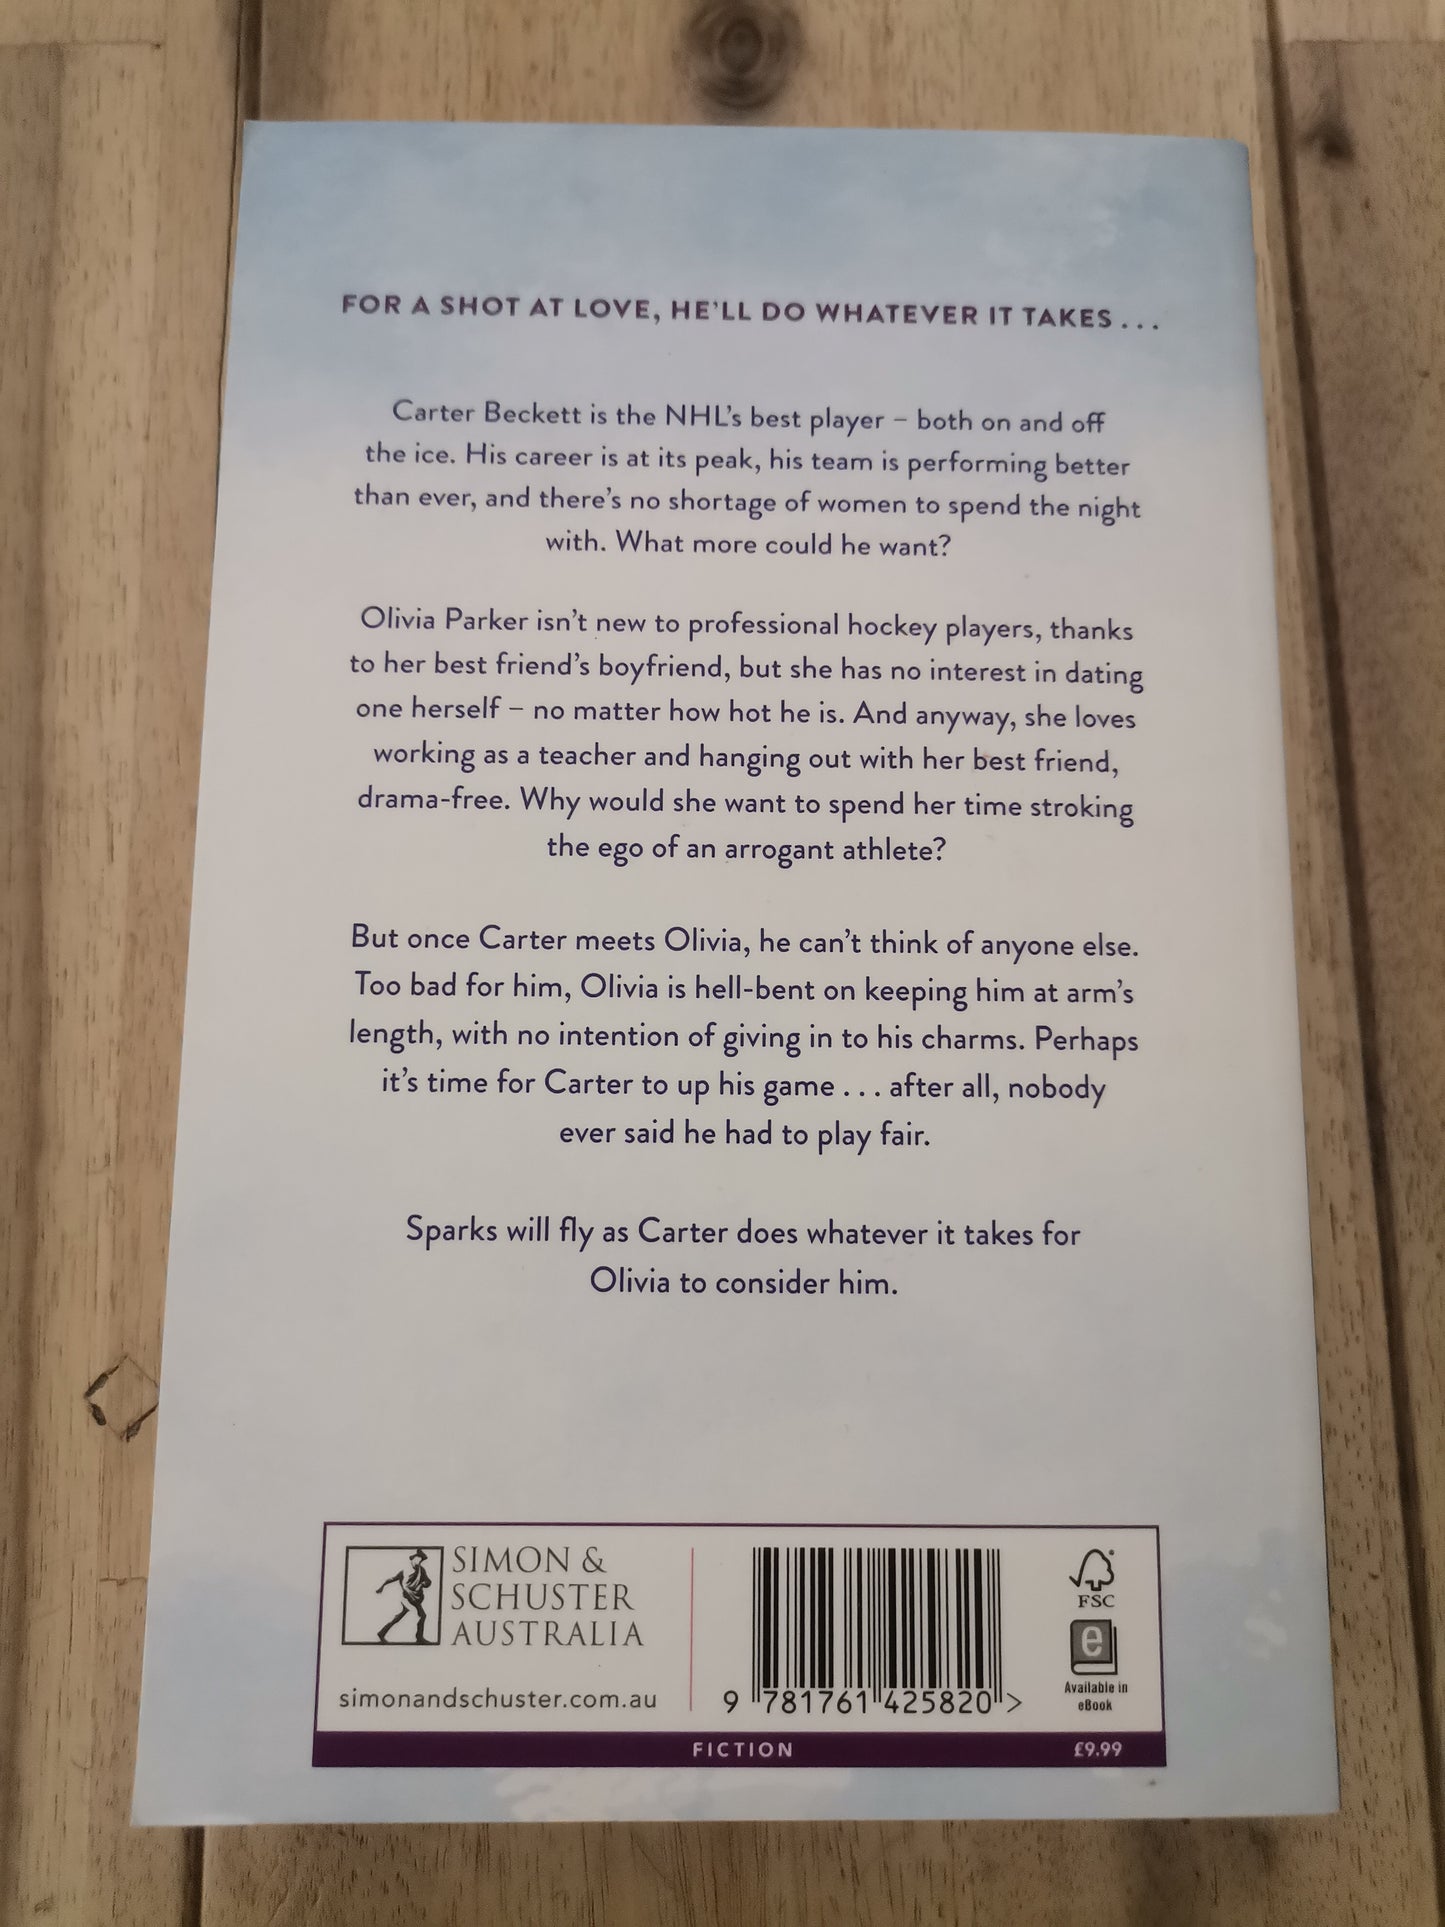 FOR A SHOT AT LOVE, HE'LL DO WHATEVER IT TAKES . . .
Carter Beckett is the NHL's best player – both on and off
the ice. His career is at its peak, his team is performing better
than ever, and there's no shortage of women to spend the night
with. What more could he want?
Olivia Parker isn't new to professional hockey players, thanks
to her best friend's boyfriend, but she has no interest in dating
one herself – no matter how hot he is. And anyway, she loves
working as a teacher and hanging out with her best friend,
drama-free. Why would she want to spend her time stroking
the ego of an arrogant athlete?
But once Carter meets Olivia, he can't think of anyone else.
Too bad for him, Olivia is hell-bent on keeping him at arm's
length, with no intention of giving in to his charms. Perhaps
it's time for Carter to up his game . . . after all, nobody
ever said he had to play fair.
Sparks will fly as Carter does whatever it takes for
Olivia to consider him.
SIMON &
SCHUSTER
AUSTRALIA
simonandschuster.com.au
9 781761 425820 >
FSC
e
Available in
eBook
FICTION
£9.99